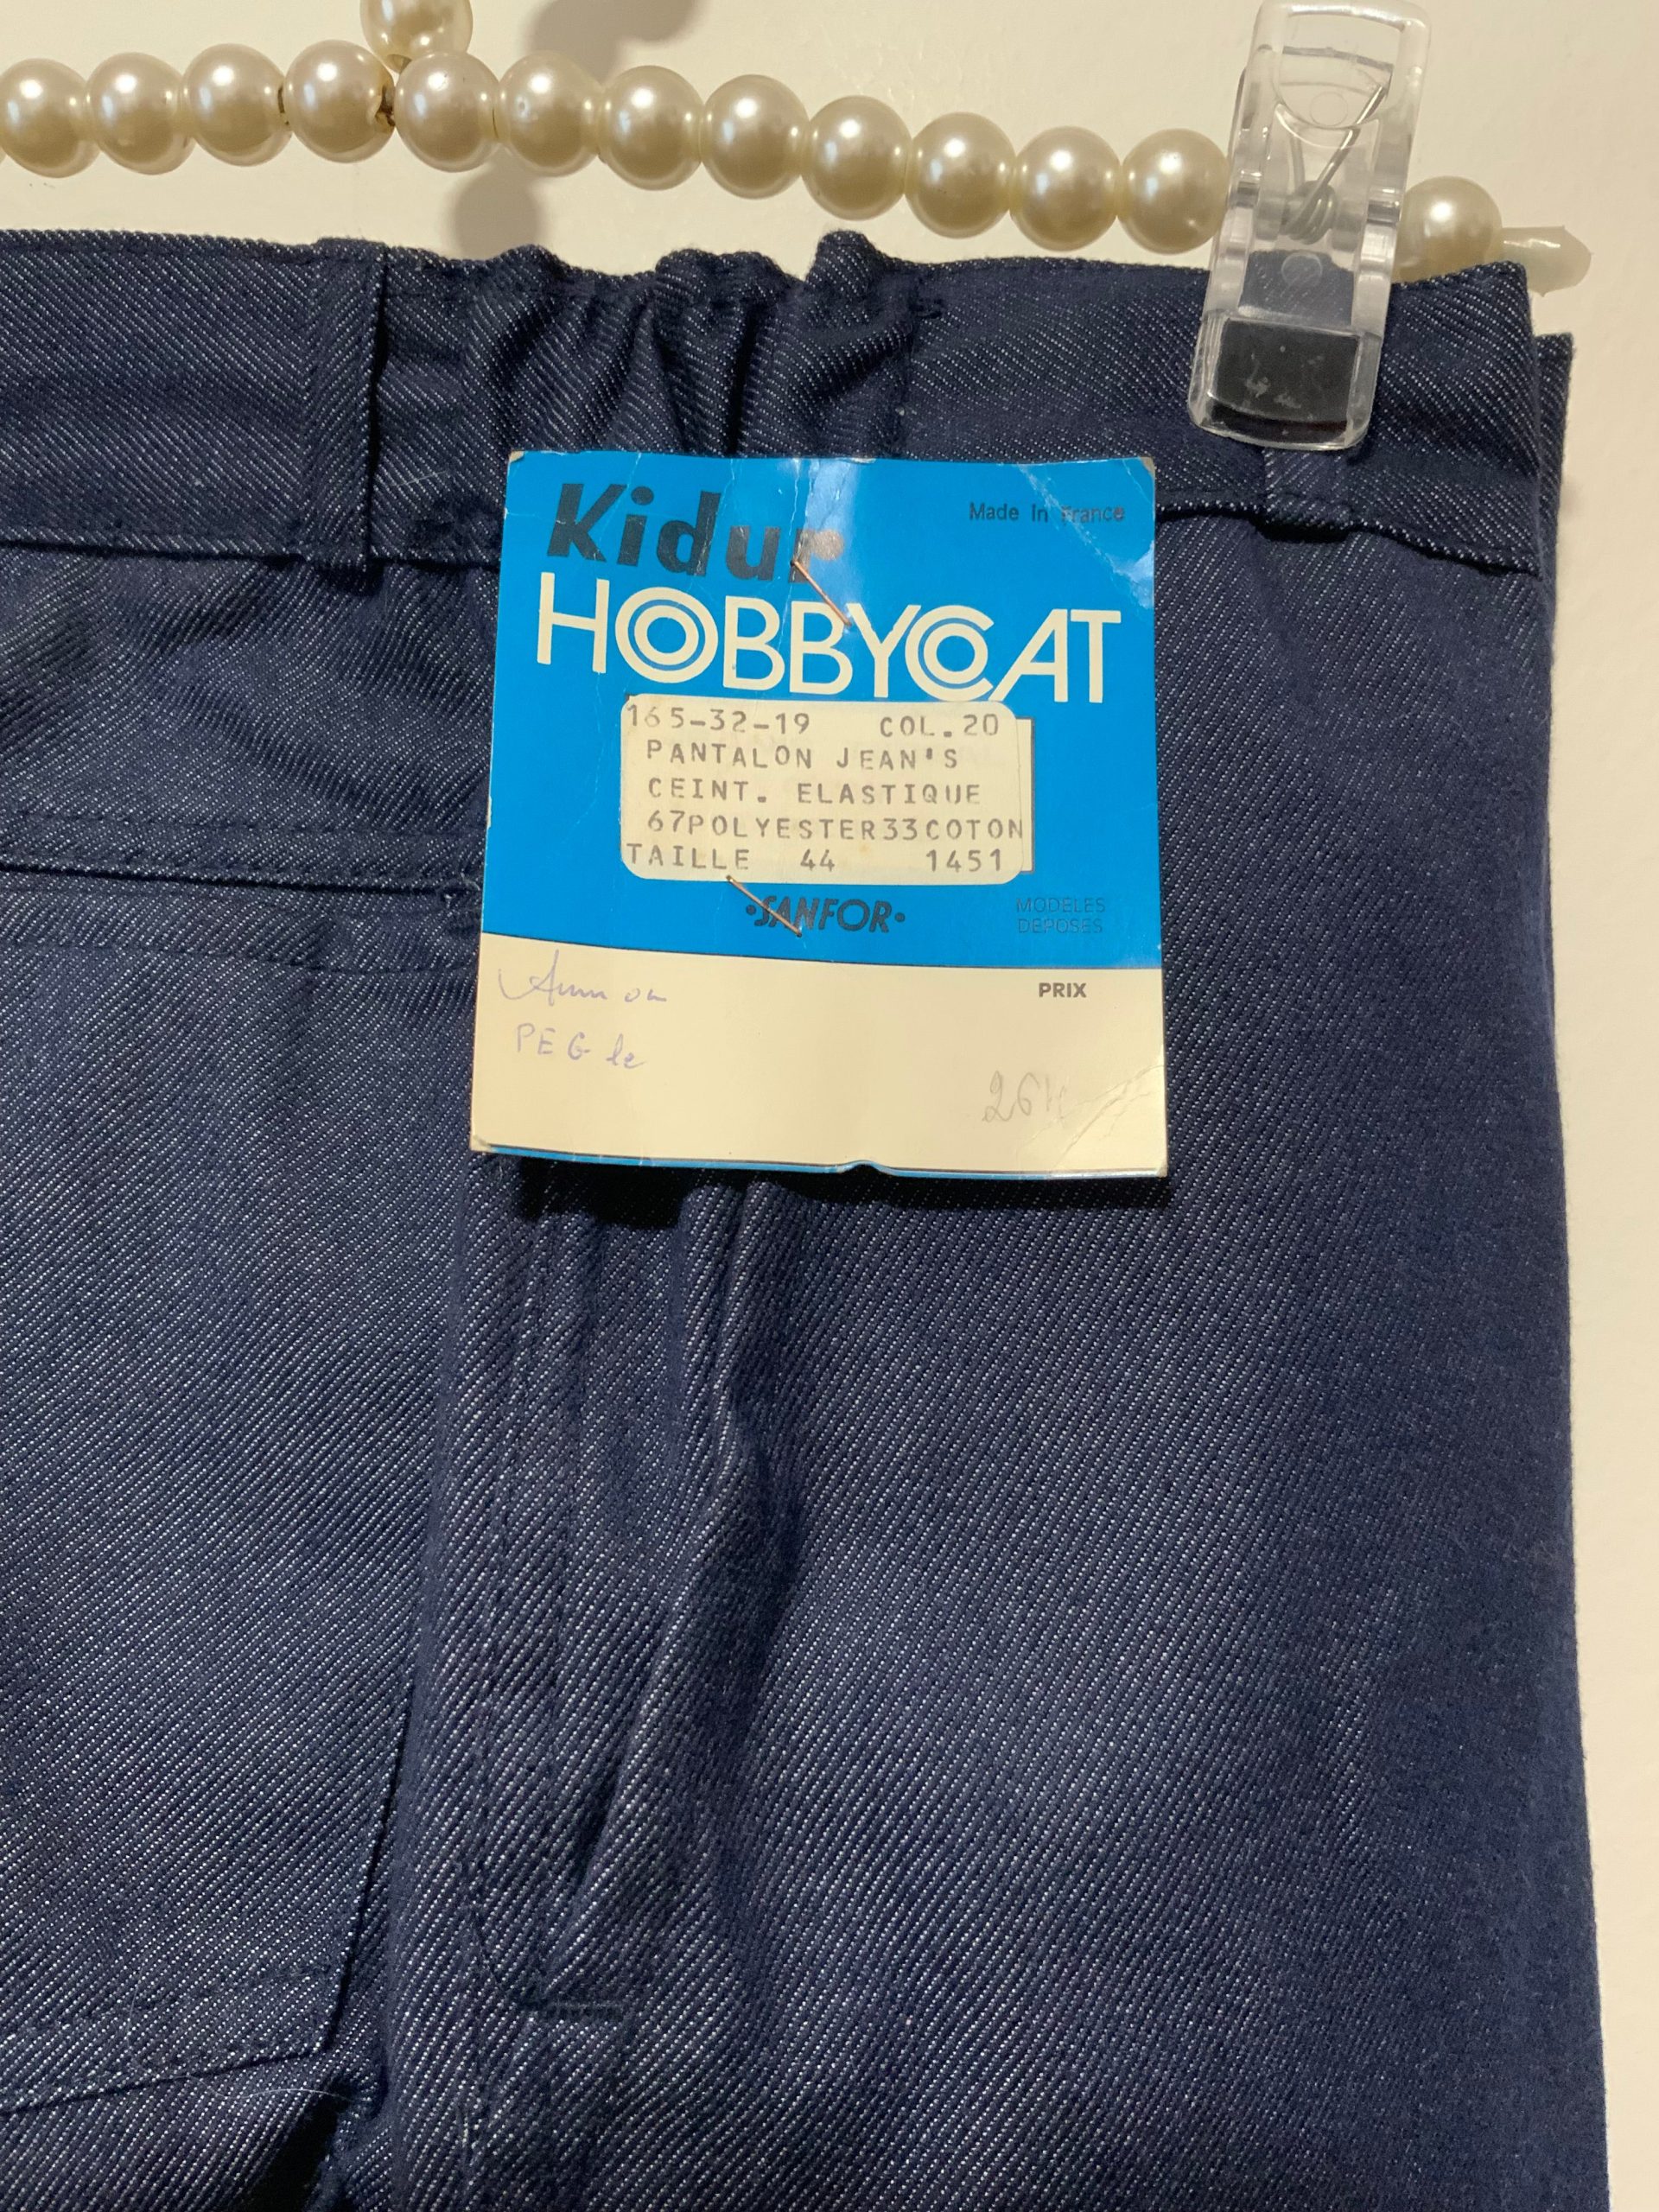 Kidur
Made In France
HOBBYCAT
165-32-19 COL.20
PANTALON JEAN'S
CEINT. ELASTIQUE
67POLYESTER33COTON
TAILLE 44 1451
•SANFOR•
MODELES
DEPOSES
PRIX
PEG